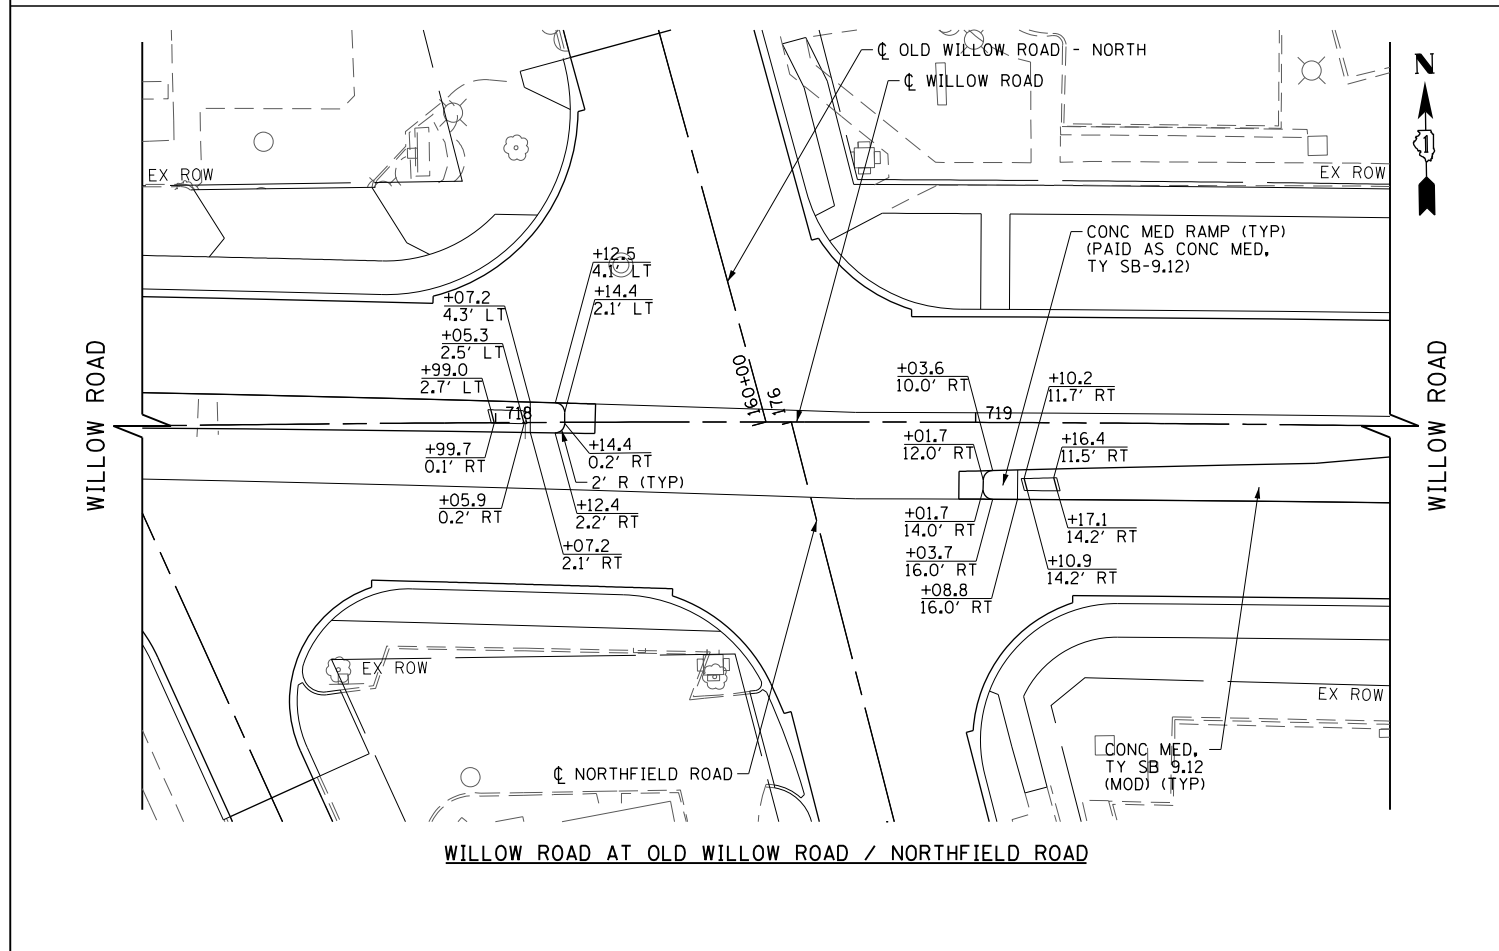 ℄ OLD WILLOW ROAD - NORTH
℄ WILLOW ROAD
N
1
EX ROW
EX ROW
CONC MED RAMP (TYP)
(PAID AS CONC MED,
TY SB-9.12)
+12.5
4.1' LT
+14.4
2.1' LT
+07.2
4.3' LT
+05.3
2.5' LT
+99.0
2.7' LT
WILLOW ROAD
WILLOW ROAD
160+00
176
718
719
+03.6
10.0' RT
+10.2
11.7' RT
+01.7
12.0' RT
+16.4
11.5' RT
+99.7
0.1' RT
+14.4
0.2' RT
2' R (TYP)
+05.9
0.2' RT
+12.4
2.2' RT
+07.2
2.1' RT
+01.7
14.0' RT
+17.1
14.2' RT
+03.7
16.0' RT
+10.9
14.2' RT
+08.8
16.0' RT
EX ROW
EX ROW
℄ NORTHFIELD ROAD
CONC MED,
TY SB 9.12
(MOD) (TYP)
WILLOW ROAD AT OLD WILLOW ROAD / NORTHFIELD ROAD